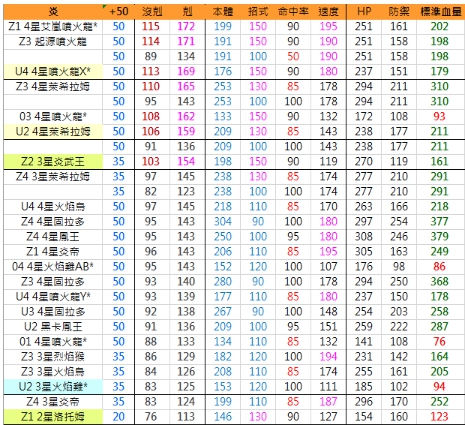 炎 +50 沒剋 剋 本體 招式 命中率 速度 HP 防禦 標準血量
Z1 4星艾嵐噴火龍* 50 115 172 199 150 90 195 251 161 202
Z3 起源噴火龍 50 114 171 191 150 90 151 251 158 198
50 89 134 191 150 50 90 251 158 198
U4 4星噴火龍X* 50 113 169 176 150 90 180 237 151 179
Z3 4星萊希拉姆 50 110 165 253 130 85 178 294 211 310
50 95 143 253 100 100 178 294 211 310
03 4星噴火龍* 50 108 162 133 150 90 132 172 108 93
U2 4星萊希拉姆 50 106 159 209 130 85 143 238 177 211
50 91 136 209 100 100 143 238 177 211
Z2 3星炎武王 35 103 154 198 150 90 119 270 119 161
Z4 3星萊希拉姆 35 97 145 238 130 85 174 277 210 291
35 82 123 238 100 100 174 277 210 291
U4 4星火焰鳥 50 97 145 218 110 85 170 263 166 218
Z4 4星固拉多 50 97 145 304 90 100 180 297 254 377
Z4 4星鳳王 50 95 143 250 100 95 180 308 246 379
Z1 4星炎帝 50 95 143 206 110 85 195 305 163 249
04 4星火焰雞AB* 50 95 143 152 120 100 107 176 98 86
Z3 4星固拉多 50 93 140 280 90 100 178 294 250 368
U4 4星噴火龍Y* 50 93 139 177 110 85 180 237 151 178
U3 4星固拉多 50 92 138 267 90 100 148 254 203 258
U2 黑卡鳳王 50 91 136 209 100 95 151 259 222 287
01 4星噴火龍* 50 88 133 134 110 85 132 141 108 76
Z3 3星烈焰猴 35 86 129 182 120 100 194 231 142 164
Z3 3星火焰鳥 35 84 126 174 110 85 174 255 161 205
U2 3星火焰雞* 35 83 125 153 120 100 118 185 102 94
Z4 3星炎帝 35 83 124 199 110 85 187 296 170 252
Z1 2星洛托姆 20 76 113 146 130 90 127 154 160 123